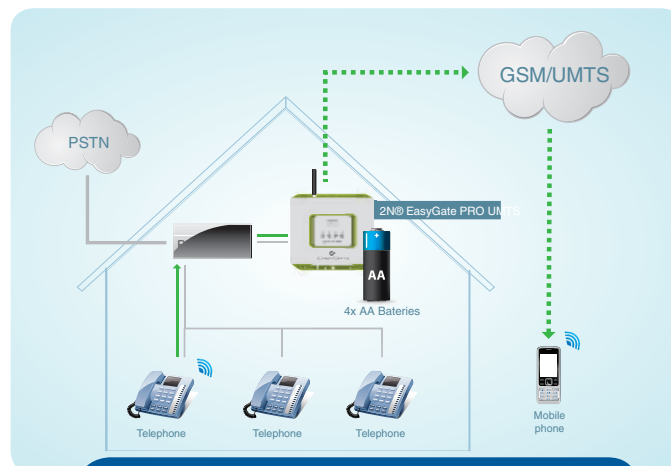 GSM/UMTS
PSTN
2N® EasyGate PRO UMTS
AA
4x AA Bateries
Telephone
Telephone
Telephone
Mobile
phone